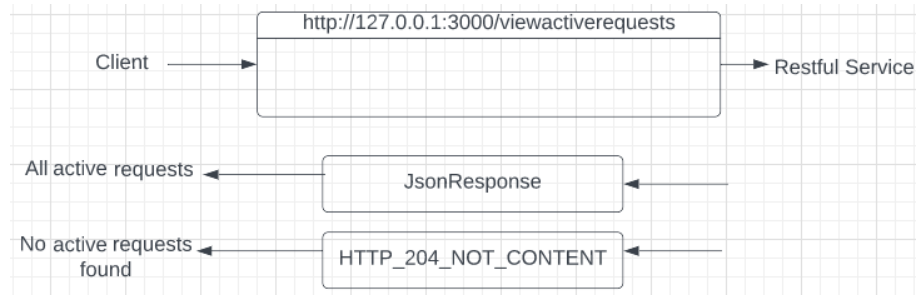 http://127.0.0.1:3000/viewactiverequests
Client
Restful Service
All active requests
JsonResponse
No active requests
found
HTTP_204_NOT_CONTENT